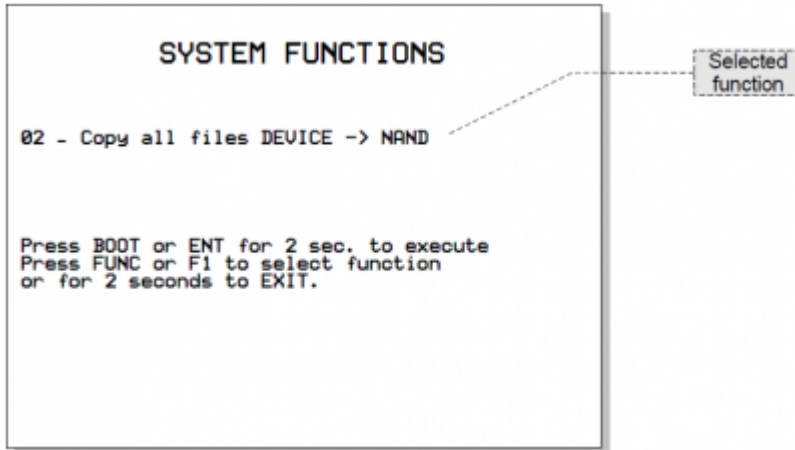 SYSTEM FUNCTIONS
Selected
function
02 - Copy all files DEVICE -> NAND
Press BOOT or ENT for 2 sec. to execute
Press FUNC or F1 to select function
or for 2 seconds to EXIT.